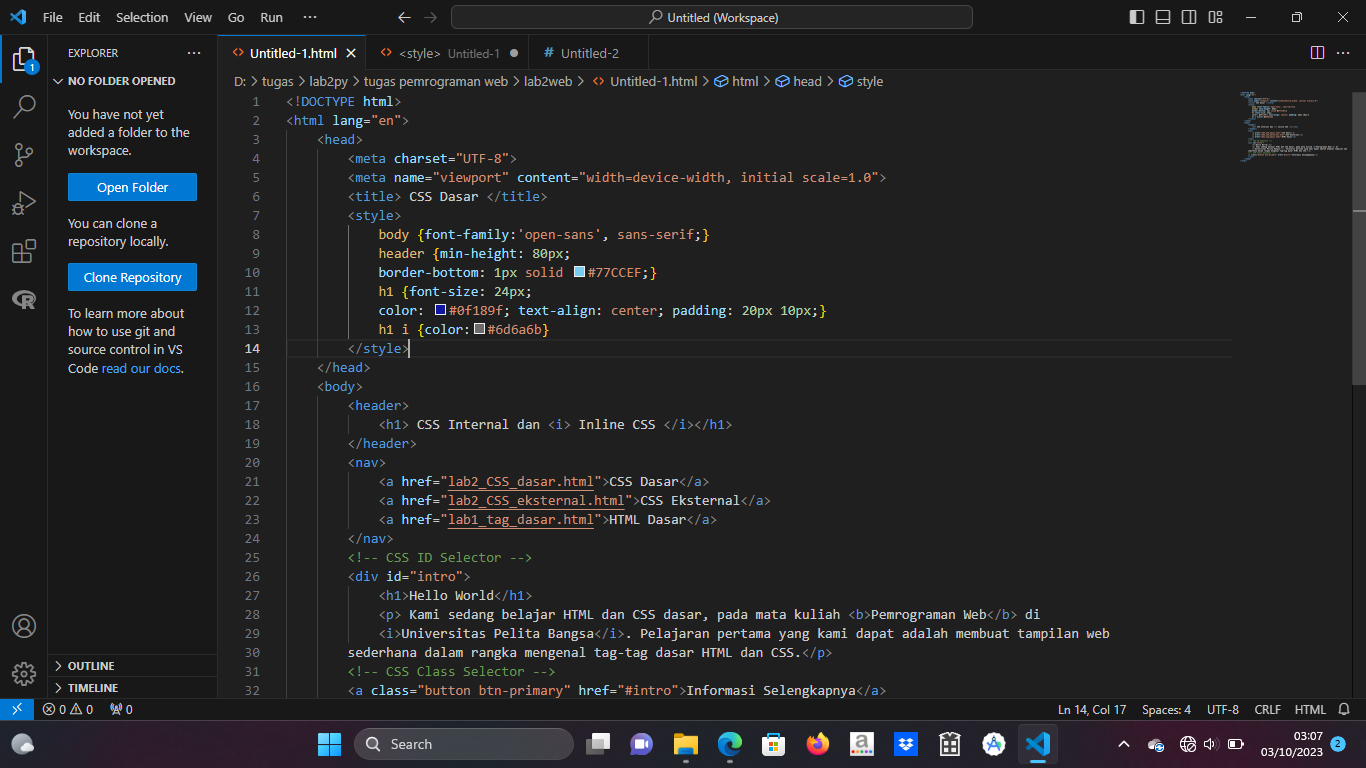 File Edit Selection View Go Run ··· Untitled (Workspace)
EXPLORER ···
NO FOLDER OPENED
You have not yet
added a folder to the
workspace.
Open Folder
You can clone a
repository locally.
Clone Repository
To learn more about
how to use git and
source control in VS
Code read our docs.
OUTLINE
TIMELINE
1
Untitled-1.html <style> Untitled-1 # Untitled-2
D: > tugas > lab2py > tugas pemrograman web > lab2web > Untitled-1.html > html > head > style
1 <!DOCTYPE html>
2 <html lang="en">
3 <head>
4 <meta charset="UTF-8">
5 <meta name="viewport" content="width=device-width, initial scale=1.0">
6 <title> CSS Dasar </title>
7 <style>
8 body {font-family:'open-sans', sans-serif;}
9 header {min-height: 80px;
10 border-bottom: 1px solid #77CCEF;}
11 h1 {font-size: 24px;
12 color: #0f189f; text-align: center; padding: 20px 10px;}
13 h1 i {color:#6d6a6b}
14 </style>
15 </head>
16 <body>
17 <header>
18 <h1> CSS Internal dan <i> Inline CSS </i></h1>
19 </header>
20 <nav>
21 <a href="lab2_CSS_dasar.html">CSS Dasar</a>
22 <a href="lab2_CSS_eksternal.html">CSS Eksternal</a>
23 <a href="lab1_tag_dasar.html">HTML Dasar</a>
24 </nav>
25 <!-- CSS ID Selector -->
26 <div id="intro">
27 <h1>Hello World</h1>
28 <p> Kami sedang belajar HTML dan CSS dasar, pada mata kuliah <b>Pemrograman Web</b> di
29 <i>Universitas Pelita Bangsa</i>. Pelajaran pertama yang kami dapat adalah membuat tampilan web
30 sederhana dalam rangka mengenal tag-tag dasar HTML dan CSS.</p>
31 <!-- CSS Class Selector -->
32 <a class="button btn-primary" href="#intro">Informasi Selengkapnya</a>
0 0 0 Ln 14, Col 17 Spaces: 4 UTF-8 CRLF HTML
Search a 03:07
03/10/2023 2